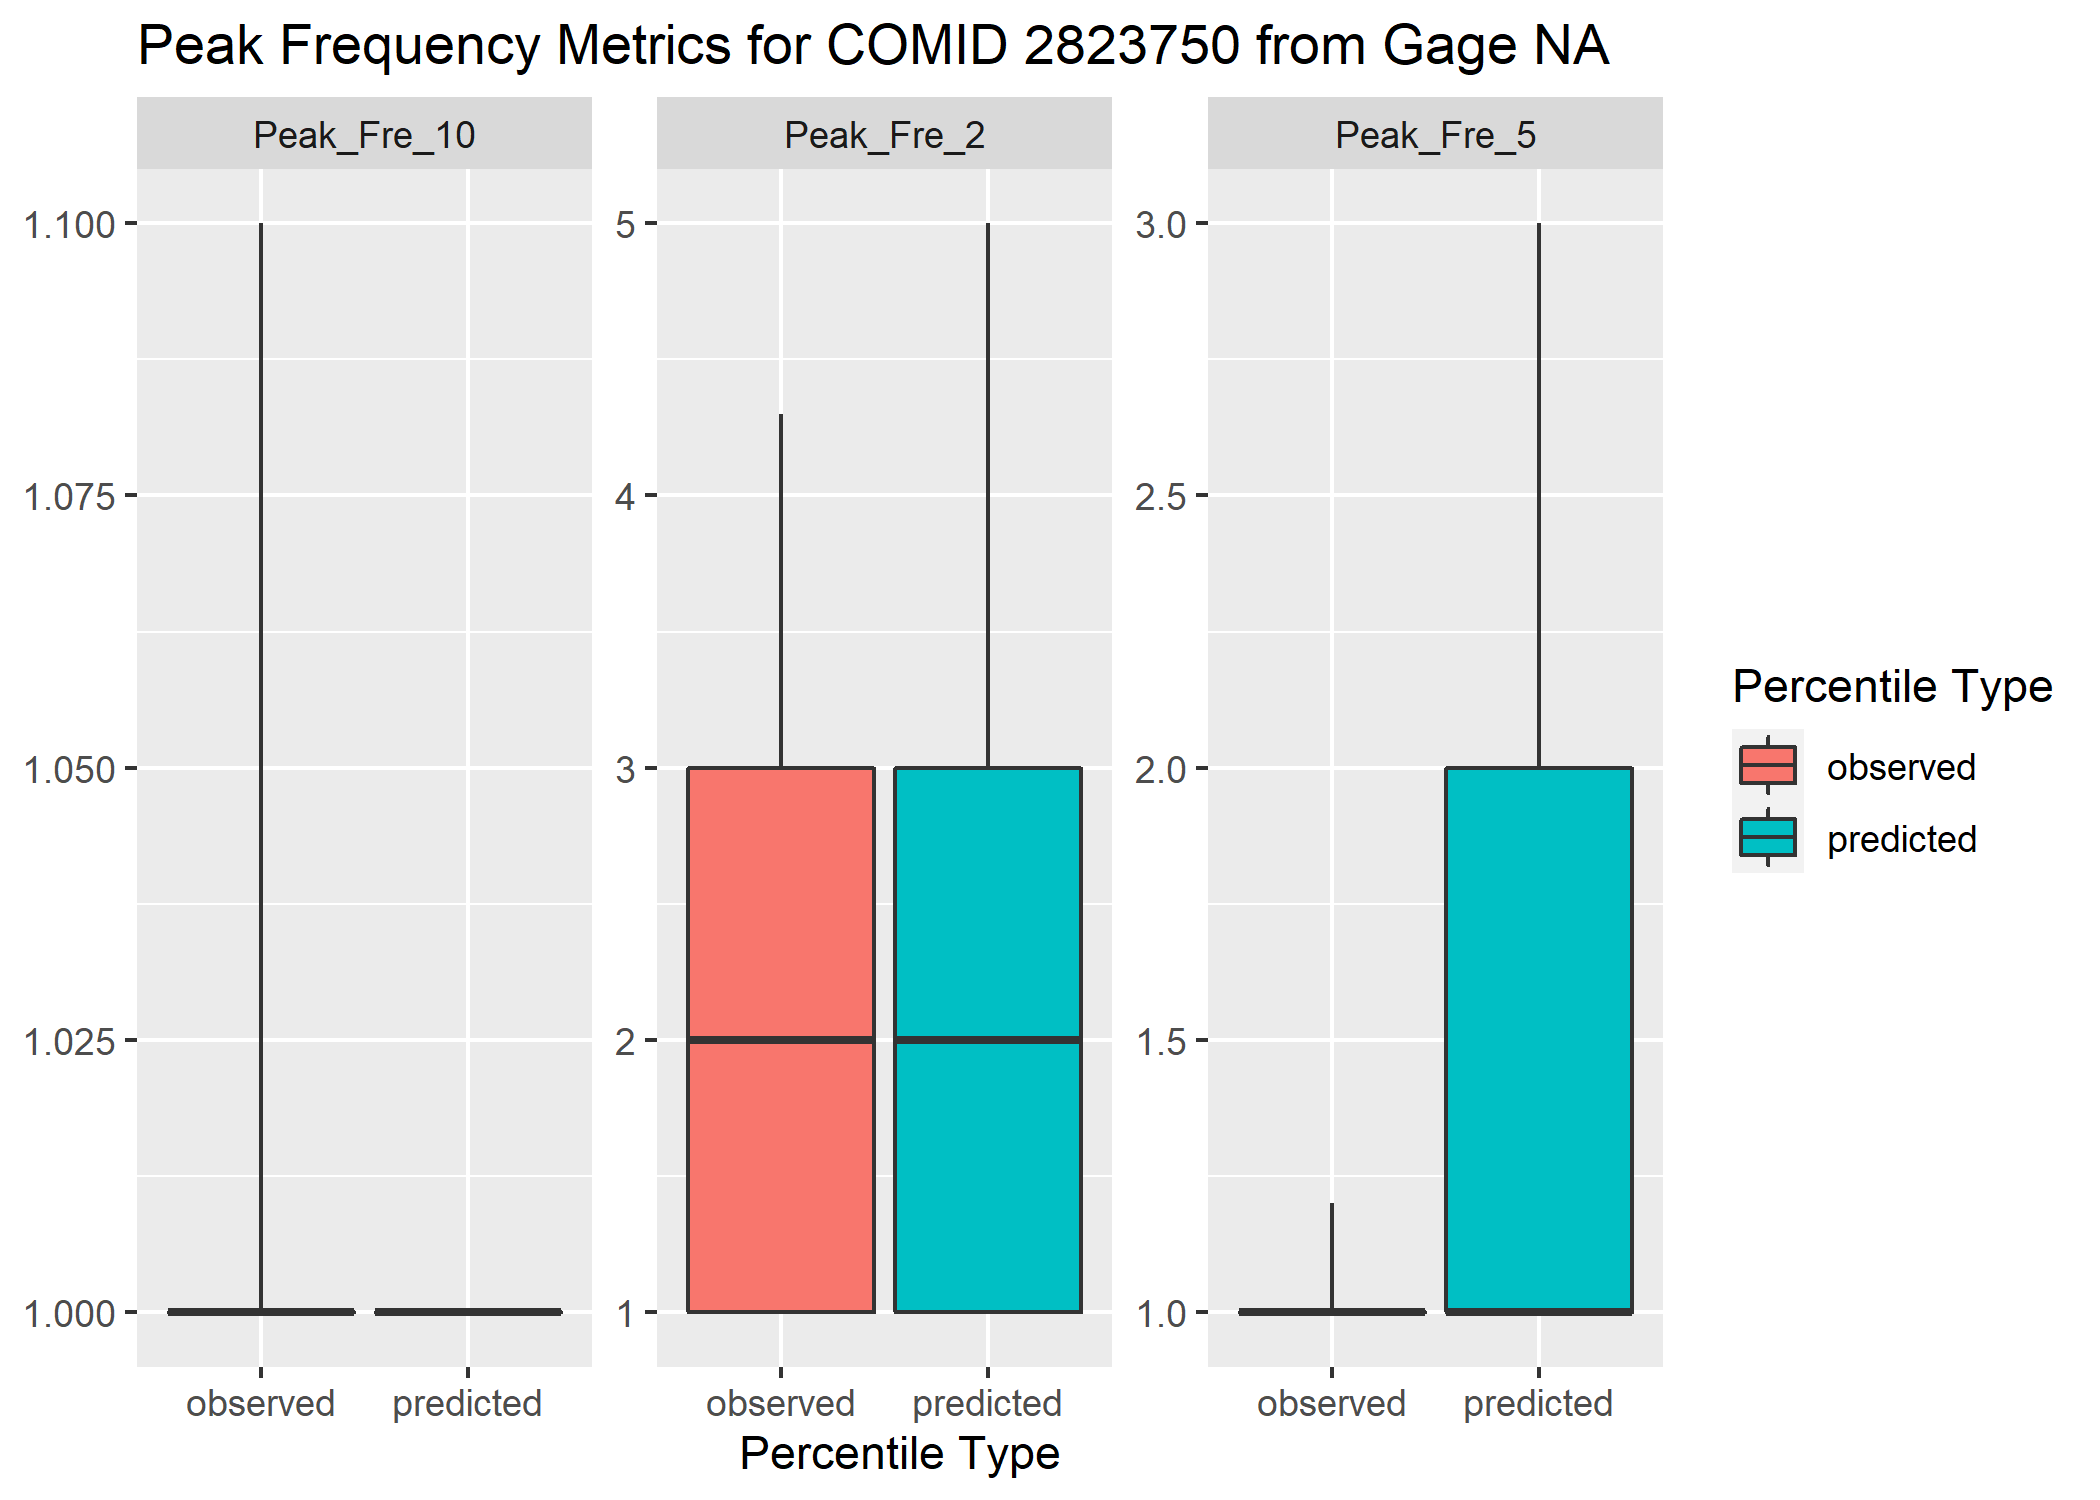 Peak Frequency Metrics for COMID 2823750 from Gage NA
Peak_Fre_10
Peak_Fre_2
Peak_Fre_5
1.100
1.075
1.050
1.025
1.000
5
4
3
2
1
3.0
2.5
2.0
1.5
1.0
observed
predicted
observed
predicted
observed
predicted
Percentile Type
Percentile Type
observed
predicted